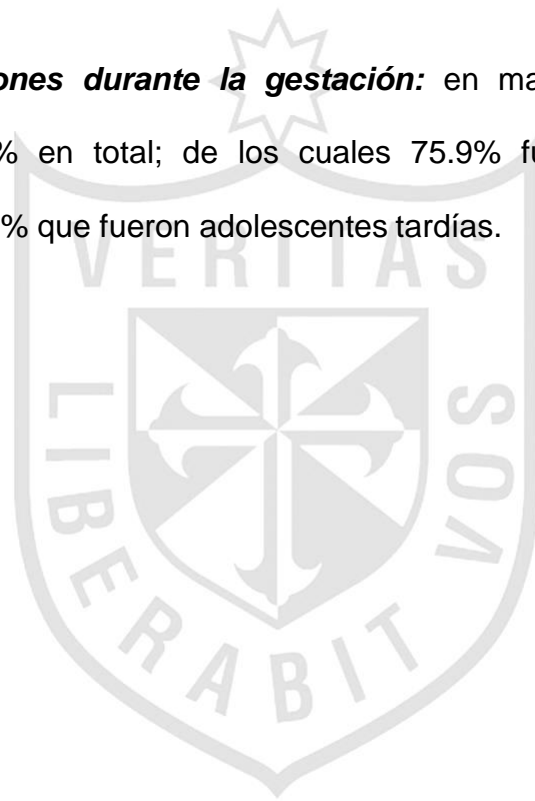 ones durante la gestación: en ma
% en total; de los cuales 75.9% fu
% que fueron adolescentes tardías.
VERITAS
LIBERABIT
VOS